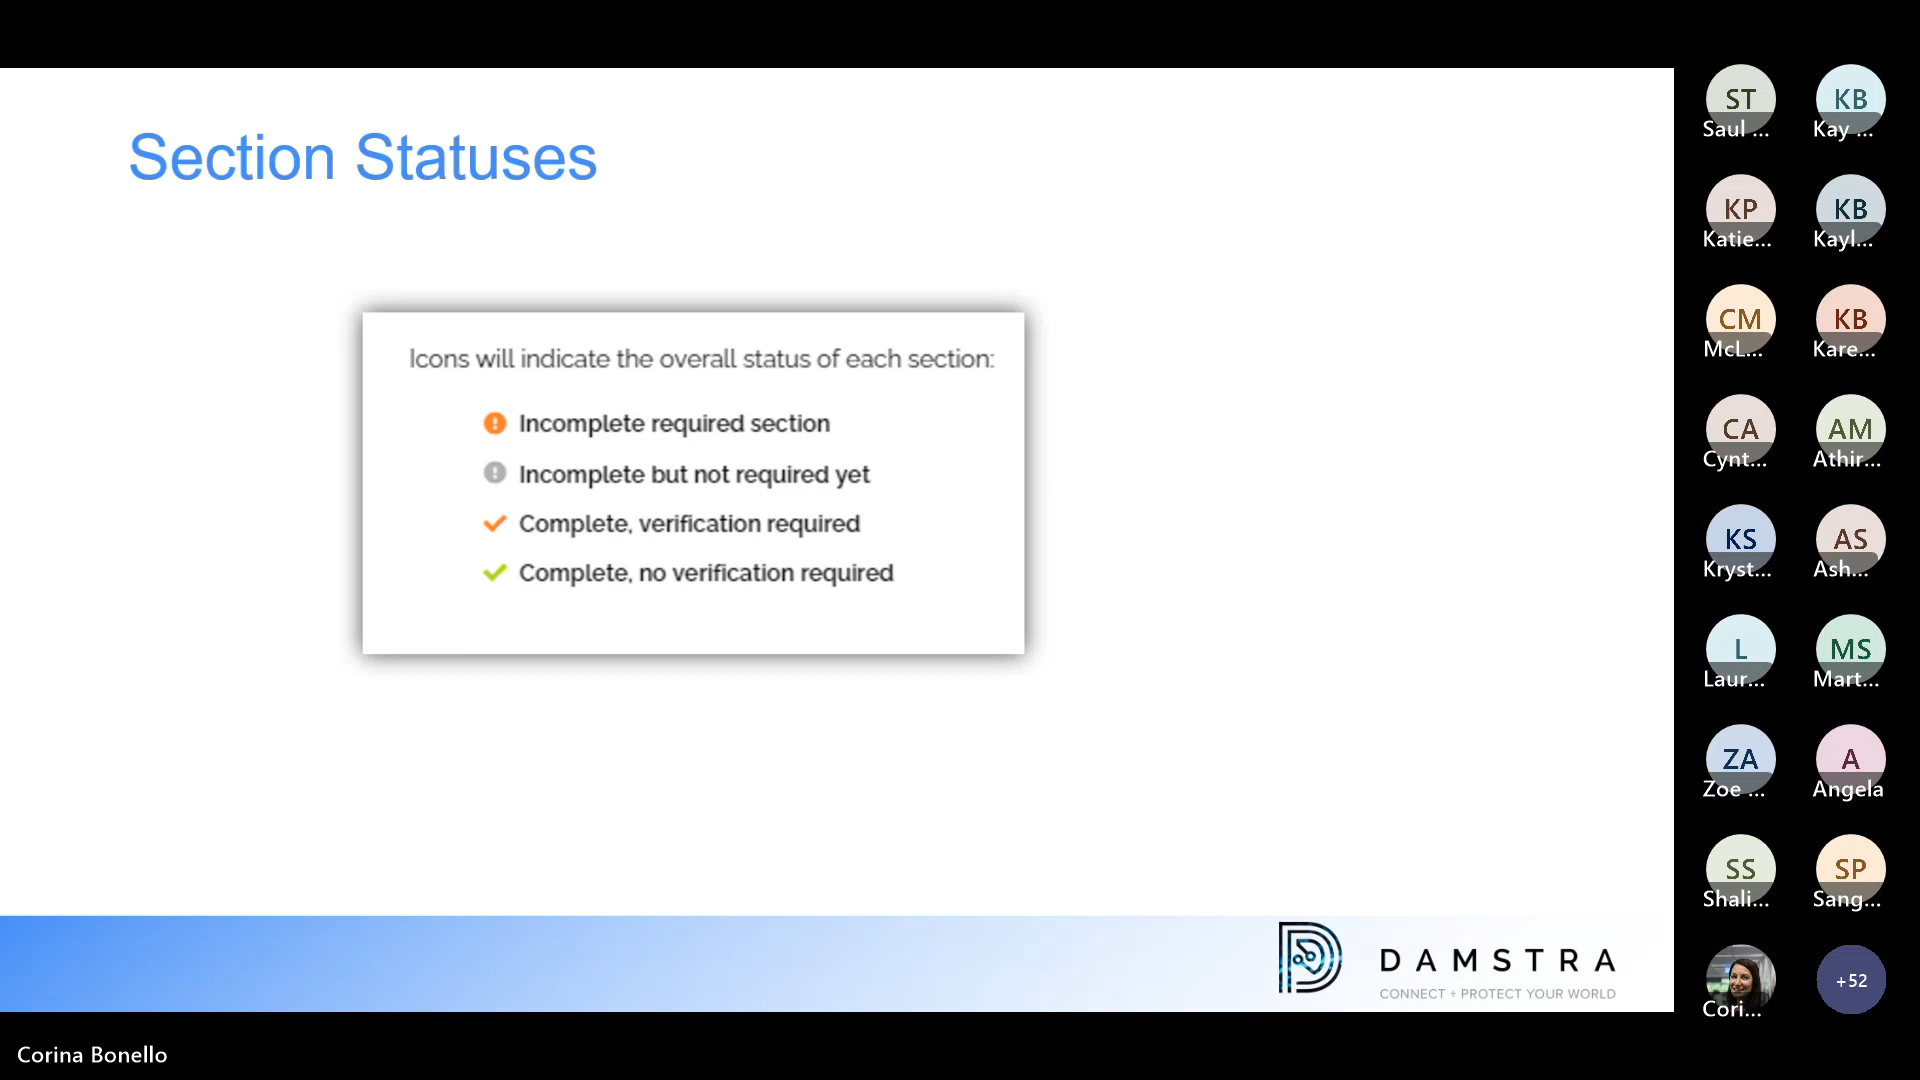 Section Statuses
Icons will indicate the overall status of each section:
Incomplete required section
Incomplete but not required yet
Complete, verification required
Complete, no verification required
DAMSTRA
CONNECT + PROTECT YOUR WORLD
ST
Saul ...
KB
Kay ...
KP
Katie...
KB
Kayl...
CM
McL...
KB
Kare...
CA
Cynt...
AM
Athir...
KS
Kryst...
AS
Ash...
L
Laur...
MS
Mart...
ZA
Zoe ...
A
Angela
SS
Shali...
SP
Sang...
Cori...
+52
Corina Bonello